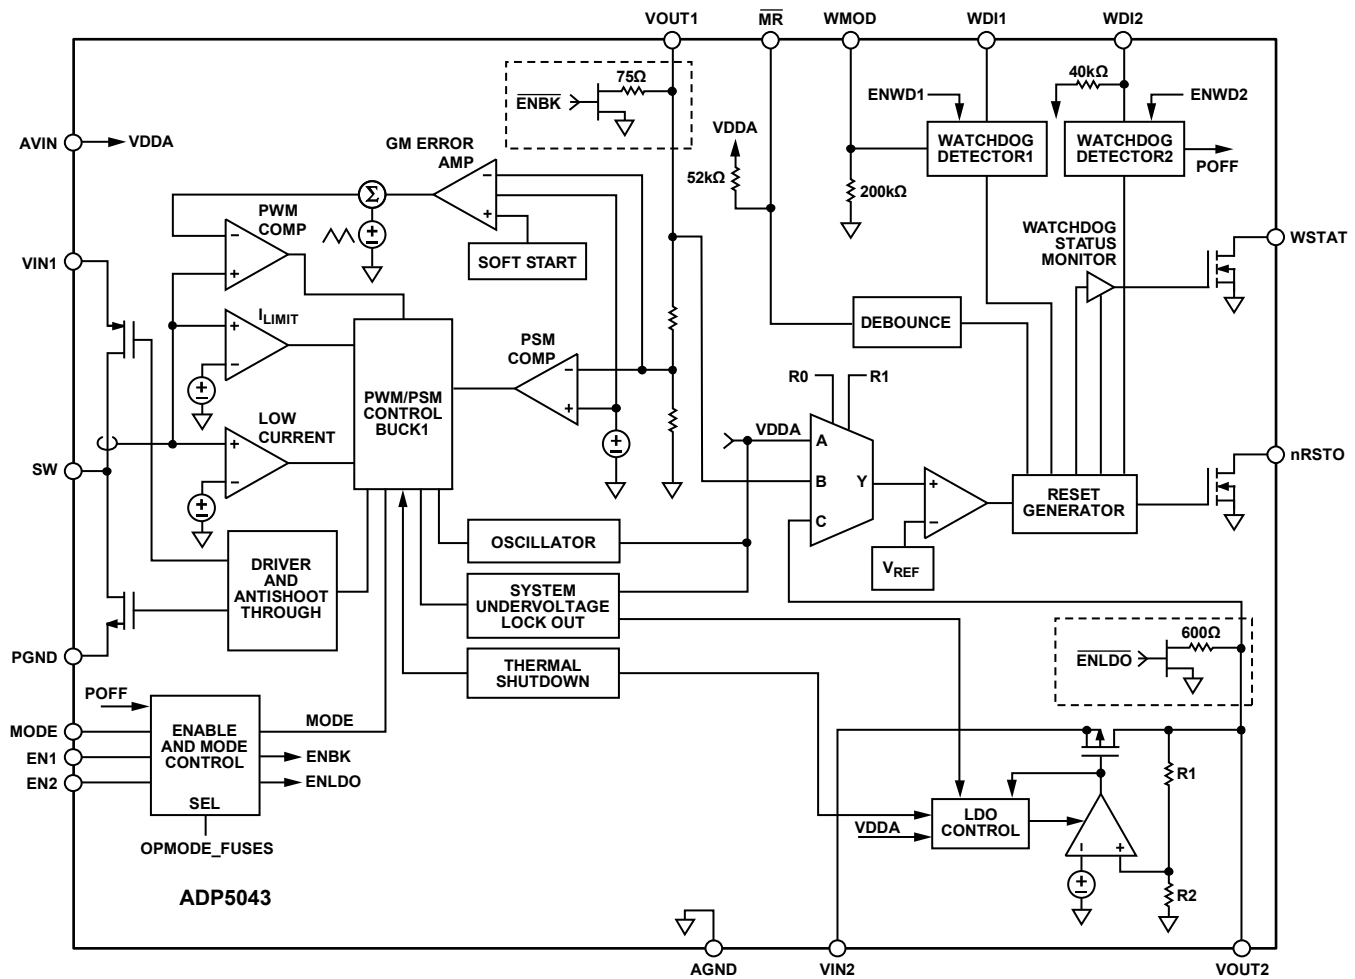 VOUT1
MR
WMOD
WDI1
WDI2
75Ω
ENBK
40kΩ
ENWD1
ENWD2
AVIN
VDDA
GM ERROR
AMP
VDDA
52kΩ
WATCHDOG
DETECTOR1
WATCHDOG
DETECTOR2
POFF
200kΩ
Σ
PWM
COMP
SOFT START
WATCHDOG
STATUS
MONITOR
WSTAT
VIN1
ILIMIT
DEBOUNCE
PSM
COMP
PWM/PSM
CONTROL
BUCK1
R0
R1
LOW
CURRENT
VDDA
A
B
C
Y
SW
nRSTO
RESET
GENERATOR
VREF
OSCILLATOR
DRIVER
AND
ANTISHOOT
THROUGH
SYSTEM
UNDERVOLTAGE
LOCK OUT
THERMAL
SHUTDOWN
600Ω
ENLDO
PGND
POFF
MODE
EN1
EN2
ENABLE
AND MODE
CONTROL
SEL
MODE
ENBK
ENLDO
OPMODE_FUSES
R1
LDO
CONTROL
VDDA
R2
ADP5043
AGND
VIN2
VOUT2